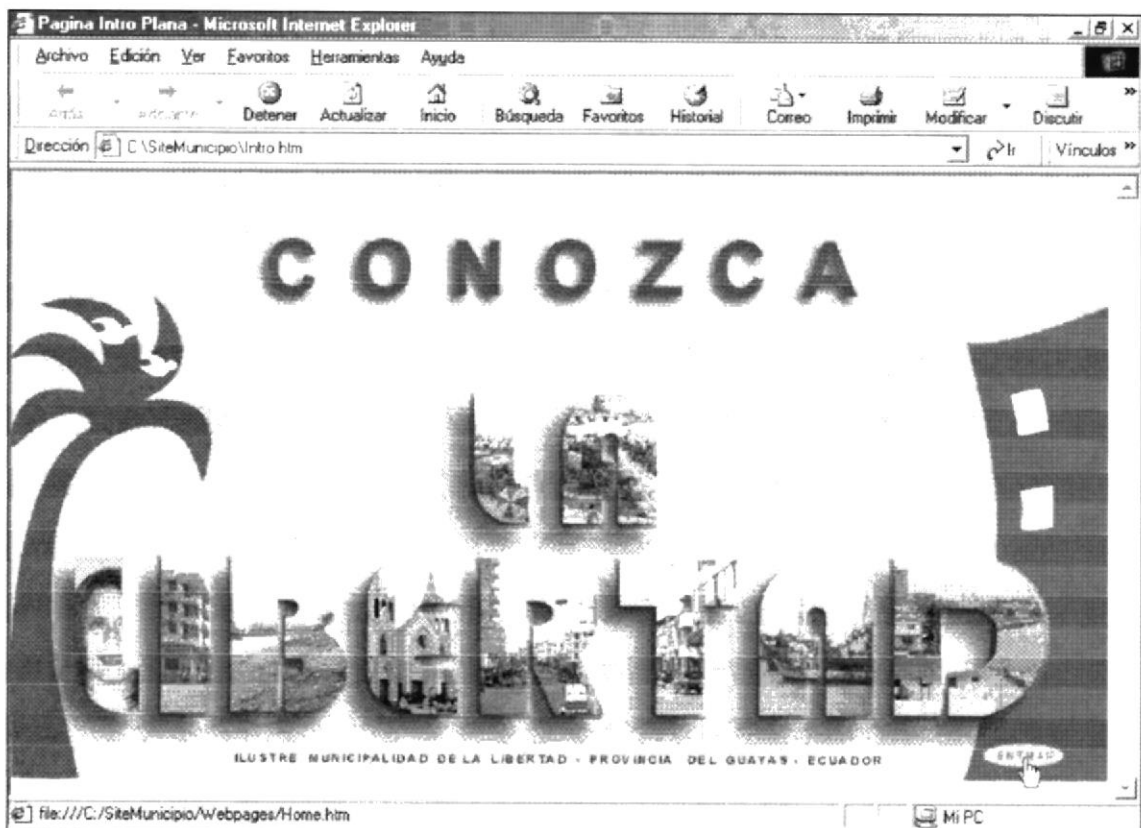 Pagina Intro Plana - Microsoft Internet Explorer
Archivo Edición Ver Favoritos Herramientas Ayuda
Atrás Adelante Detener Actualizar Inicio Búsqueda Favoritos Historial Correo Imprimir Modificar Discutir
Dirección C:\SiteMunicipio\Intro.htm Ir Vínculos
CONOZCA
LA
LIBERTAD
ILUSTRE MUNICIPALIDAD DE LA LIBERTAD - PROVINCIA DEL GUAYAS - ECUADOR
ENTRAR
file:///C:/SiteMunicipio/Webpages/Home.htm Mi PC